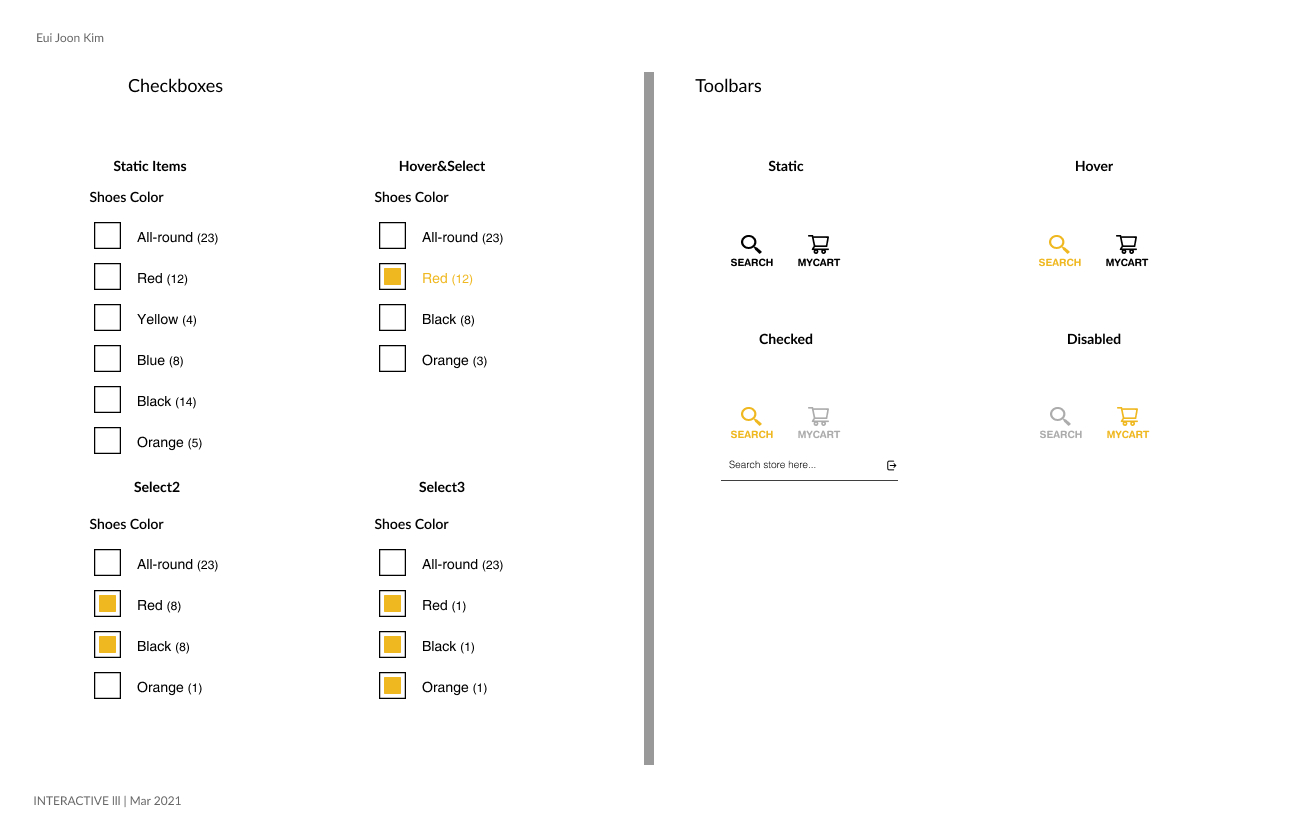 Eui Joon Kim
Checkboxes
Static Items
Shoes Color
All-round (23)
Red (12)
Yellow (4)
Blue (8)
Black (14)
Orange (5)
Hover&Select
Shoes Color
All-round (23)
Red (12)
Black (8)
Orange (3)
Select2
Shoes Color
All-round (23)
Red (8)
Black (8)
Orange (1)
Select3
Shoes Color
All-round (23)
Red (1)
Black (1)
Orange (1)
Toolbars
Static
SEARCH MYCART
Hover
SEARCH MYCART
Checked
SEARCH MYCART
Search store here...
Disabled
SEARCH MYCART
INTERACTIVE III | Mar 2021